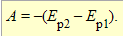 A = –(Eₚ₂ – Eₚ₁).